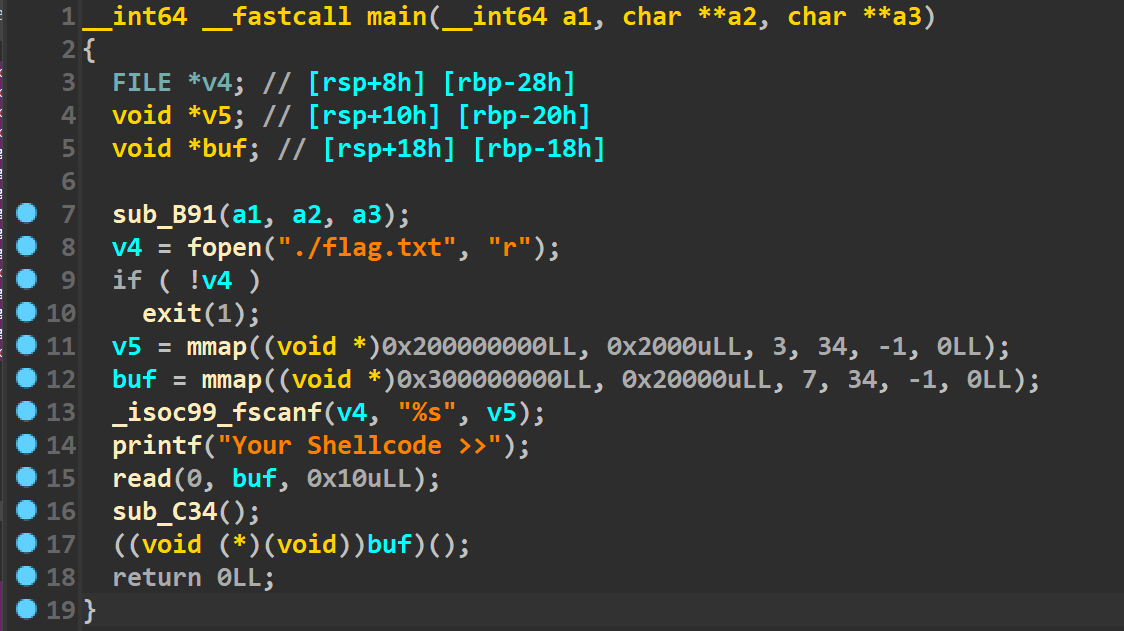 1 __int64 __fastcall main(__int64 a1, char **a2, char **a3)
2 {
3 FILE *v4; // [rsp+8h] [rbp-28h]
4 void *v5; // [rsp+10h] [rbp-20h]
5 void *buf; // [rsp+18h] [rbp-18h]
6
7 sub_B91(a1, a2, a3);
8 v4 = fopen("./flag.txt", "r");
9 if ( !v4 )
10 exit(1);
11 v5 = mmap((void *)0x200000000LL, 0x2000uLL, 3, 34, -1, 0LL);
12 buf = mmap((void *)0x300000000LL, 0x20000uLL, 7, 34, -1, 0LL);
13 _isoc99_fscanf(v4, "%s", v5);
14 printf("Your Shellcode >>");
15 read(0, buf, 0x10uLL);
16 sub_C34();
17 ((void (*)(void))buf)();
18 return 0LL;
19 }